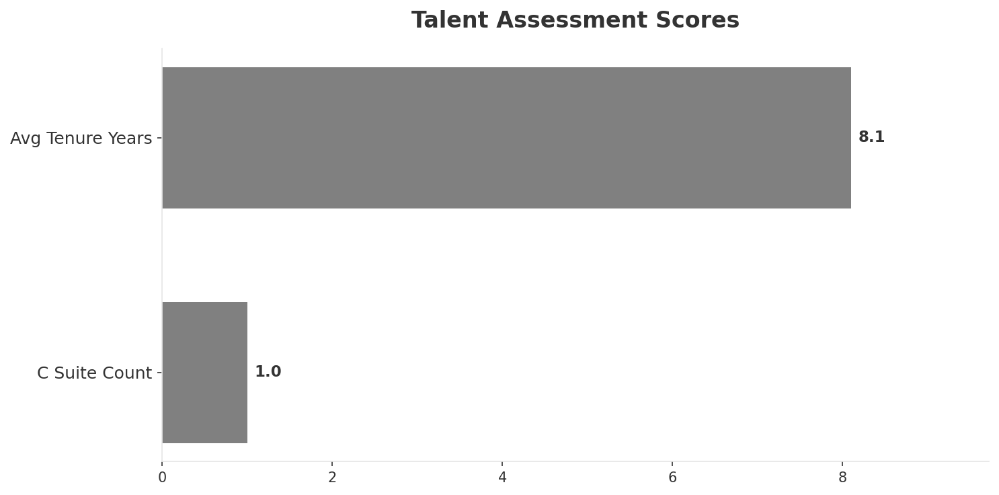 Talent Assessment Scores
Avg Tenure Years
8.1
C Suite Count
1.0
0 2 4 6 8